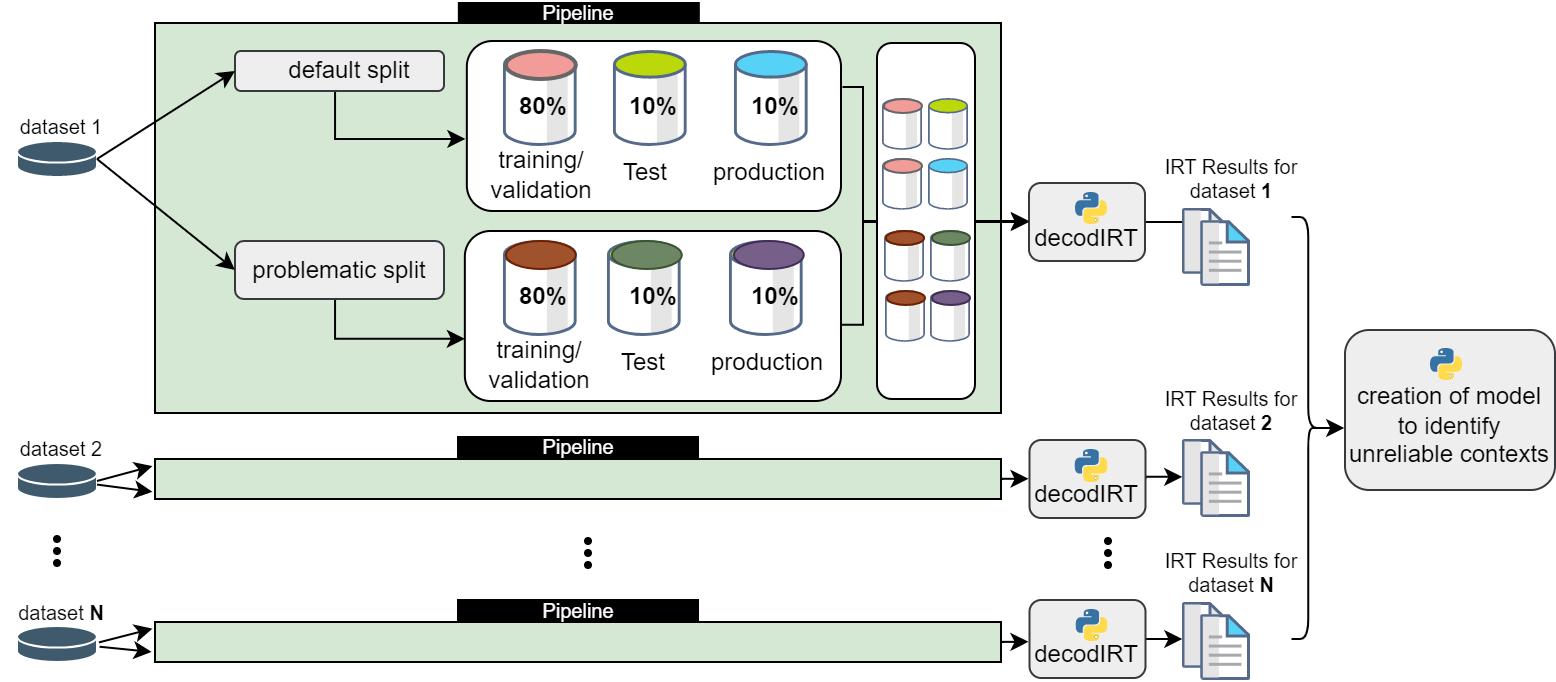 Pipeline
default split
80%
10%
10%
training/
validation
Test
production
dataset 1
problematic split
80%
10%
10%
training/
validation
Test
production
decodIRT
IRT Results for
dataset 1
creation of model
to identify
unreliable contexts
dataset 2
Pipeline
decodIRT
IRT Results for
dataset 2
dataset N
Pipeline
decodIRT
IRT Results for
dataset N